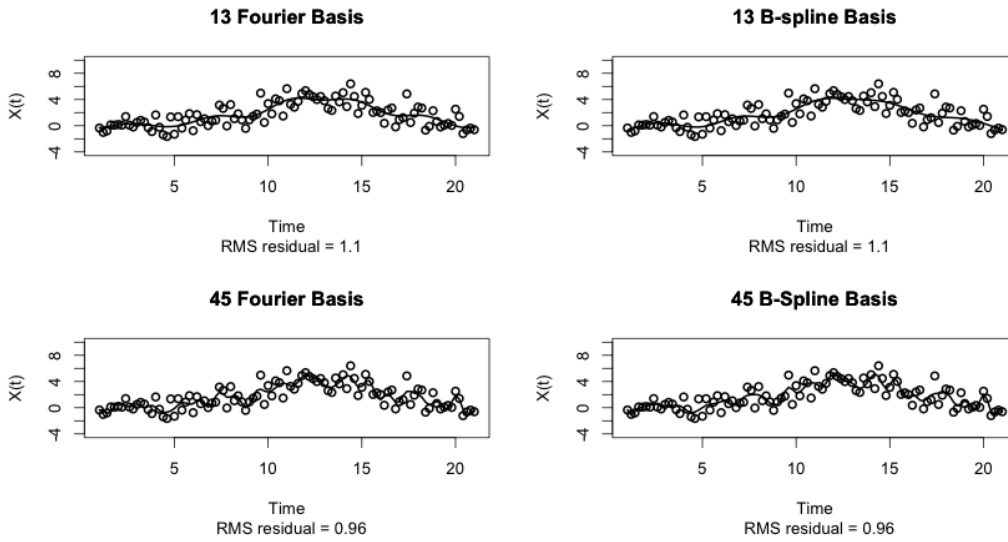 13 Fourier Basis
X(t)
8
4
0
-4
5 10 15 20
Time
RMS residual = 1.1
13 B-spline Basis
X(t)
8
4
0
-4
5 10 15 20
Time
RMS residual = 1.1
45 Fourier Basis
X(t)
8
4
0
-4
5 10 15 20
Time
RMS residual = 0.96
45 B-Spline Basis
X(t)
8
4
0
-4
5 10 15 20
Time
RMS residual = 0.96